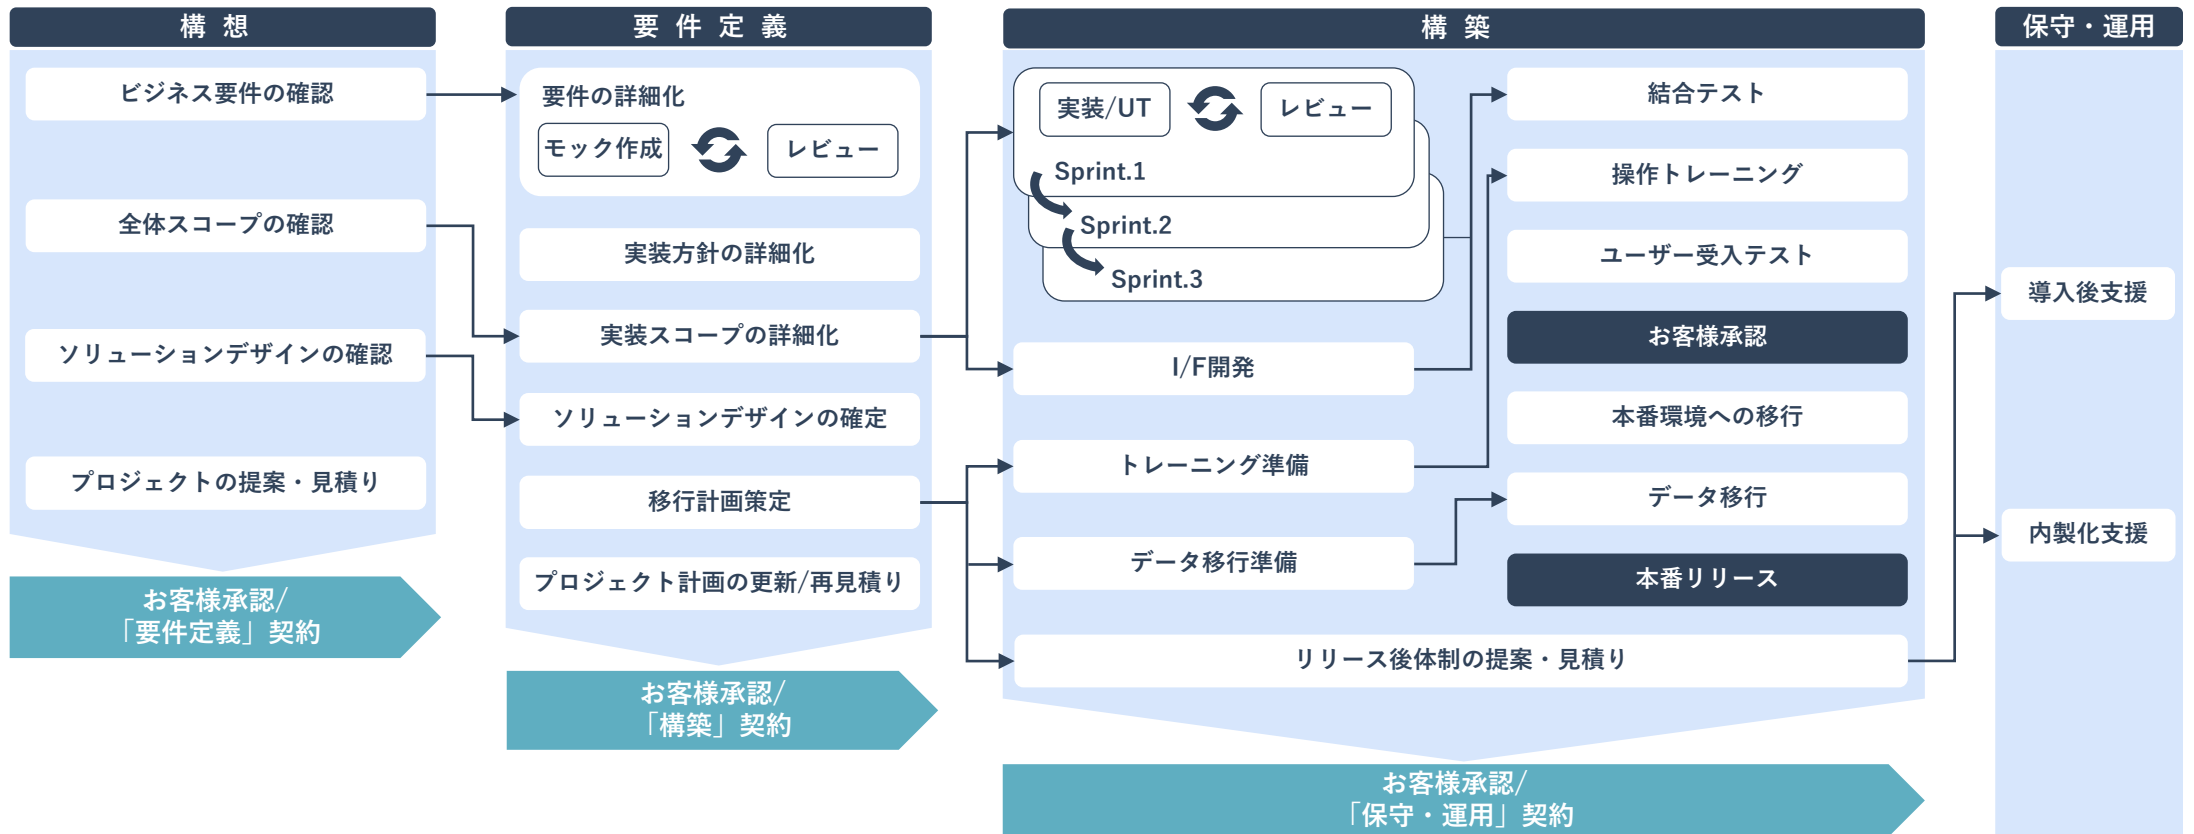 構想
ビジネス要件の確認
全体スコープの確認
ソリューションデザインの確認
プロジェクトの提案・見積り
お客様承認/
「要件定義」契約
要件定義
要件の詳細化
モック作成
レビュー
実装方針の詳細化
実装スコープの詳細化
ソリューションデザインの確定
移行計画策定
プロジェクト計画の更新/再見積り
お客様承認/
「構築」契約
構築
実装/UT
レビュー
Sprint.1
Sprint.2
Sprint.3
I/F開発
トレーニング準備
データ移行準備
結合テスト
操作トレーニング
ユーザー受入テスト
お客様承認
本番環境への移行
データ移行
本番リリース
リリース後体制の提案・見積り
お客様承認/
「保守・運用」契約
保守・運用
導入後支援
内製化支援